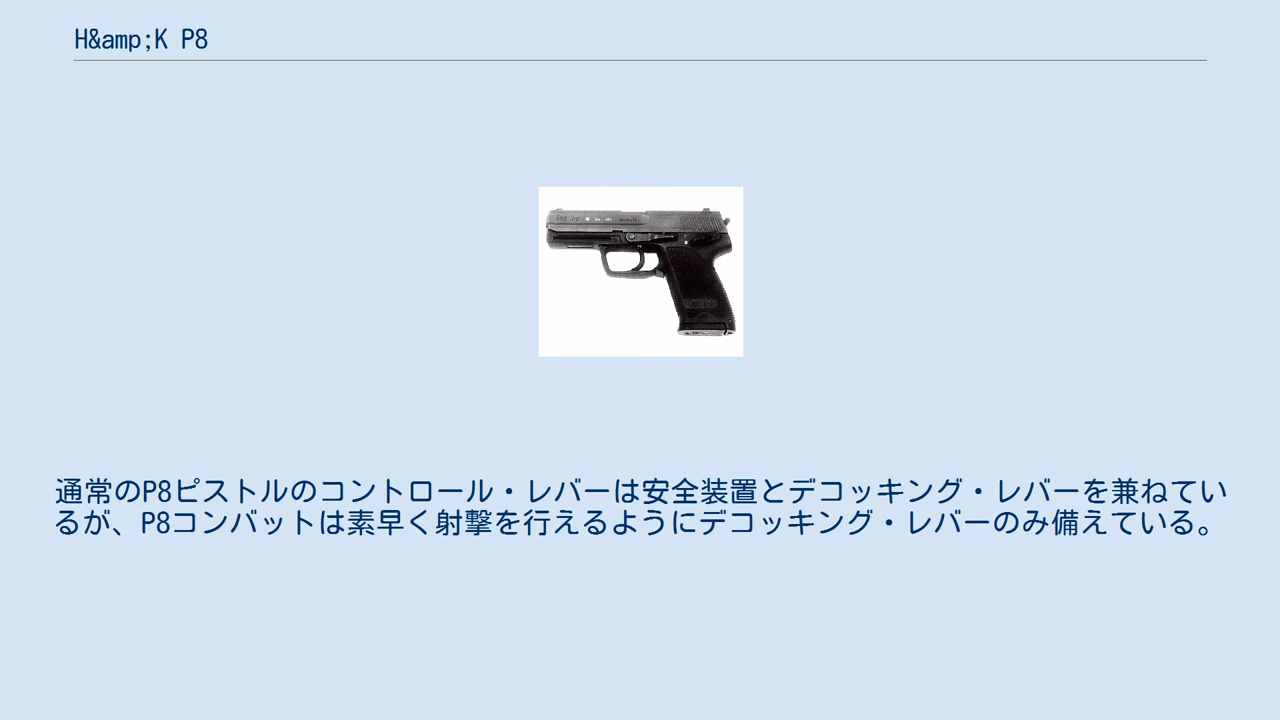 H&amp;K P8
通常のP8ピストルのコントロール・レバーは安全装置とデコッキング・レバーを兼ねてい
るが、P8コンバットは素早く射撃を行えるようにデコッキング・レバーのみ備えている。